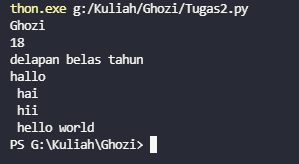 thon.exe g:/Kuliah/Ghozi/Tugas2.py
Ghozi
18
delapan belas tahun
hallo
 hai
 hii
 hello world
PS G:\Kuliah\Ghozi>